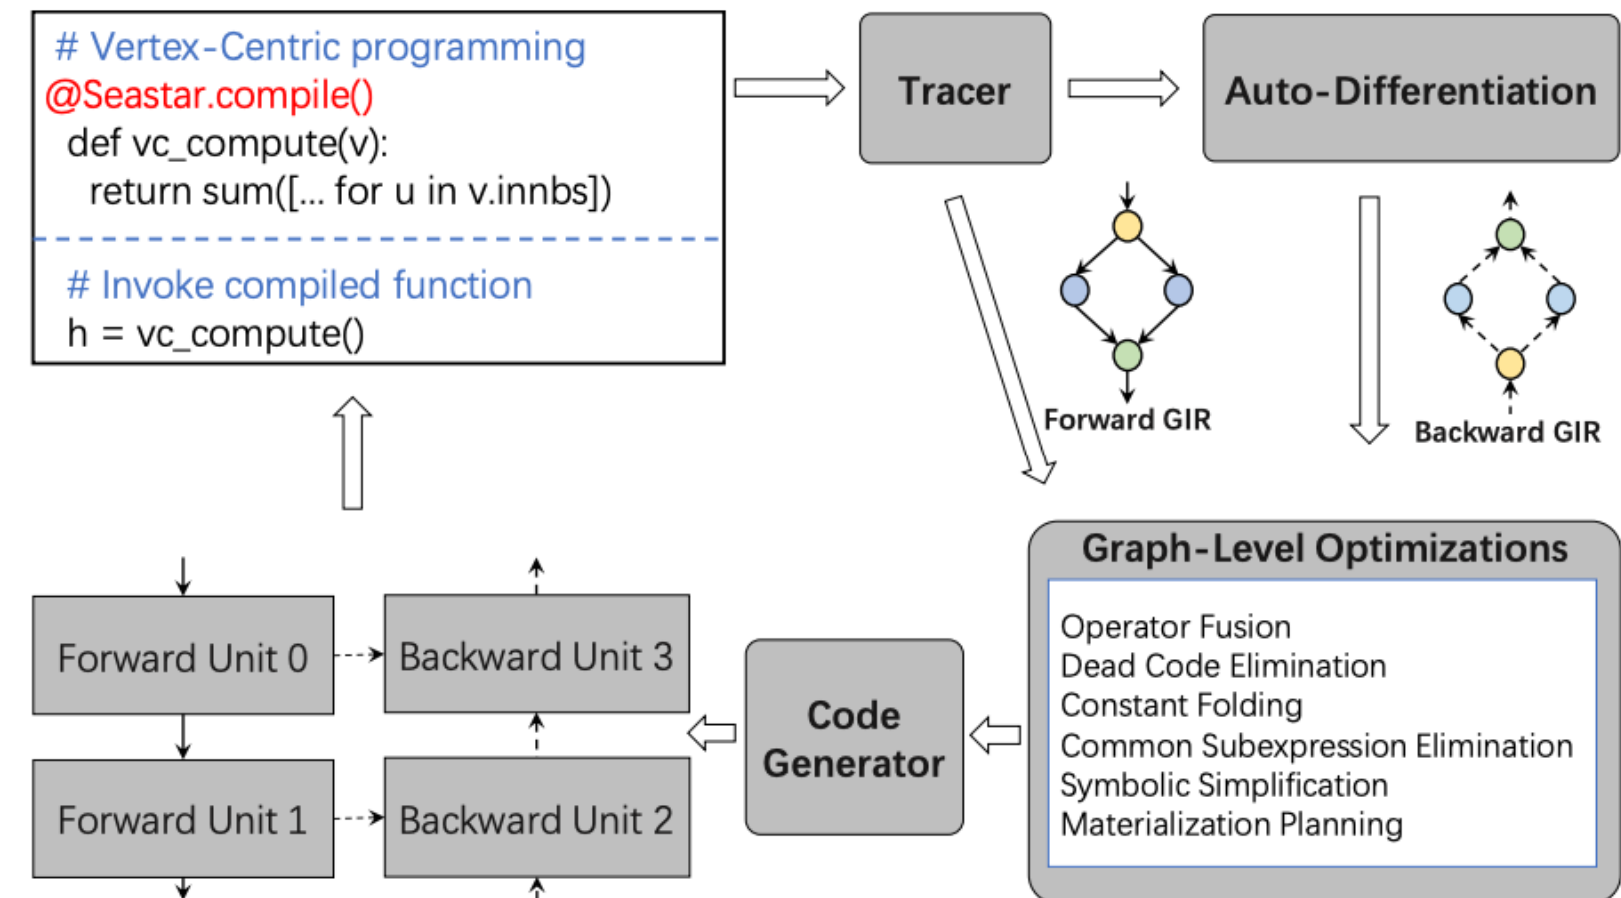 # Vertex-Centric programming
@Seastar.compile()
def vc_compute(v):
return sum([... for u in v.innbs])
# Invoke compiled function
h = vc_compute()
Tracer
Auto-Differentiation
Forward GIR
Backward GIR
Graph-Level Optimizations
Operator Fusion
Dead Code Elimination
Constant Folding
Common Subexpression Elimination
Symbolic Simplification
Materialization Planning
Code
Generator
Forward Unit 0
Backward Unit 3
Forward Unit 1
Backward Unit 2